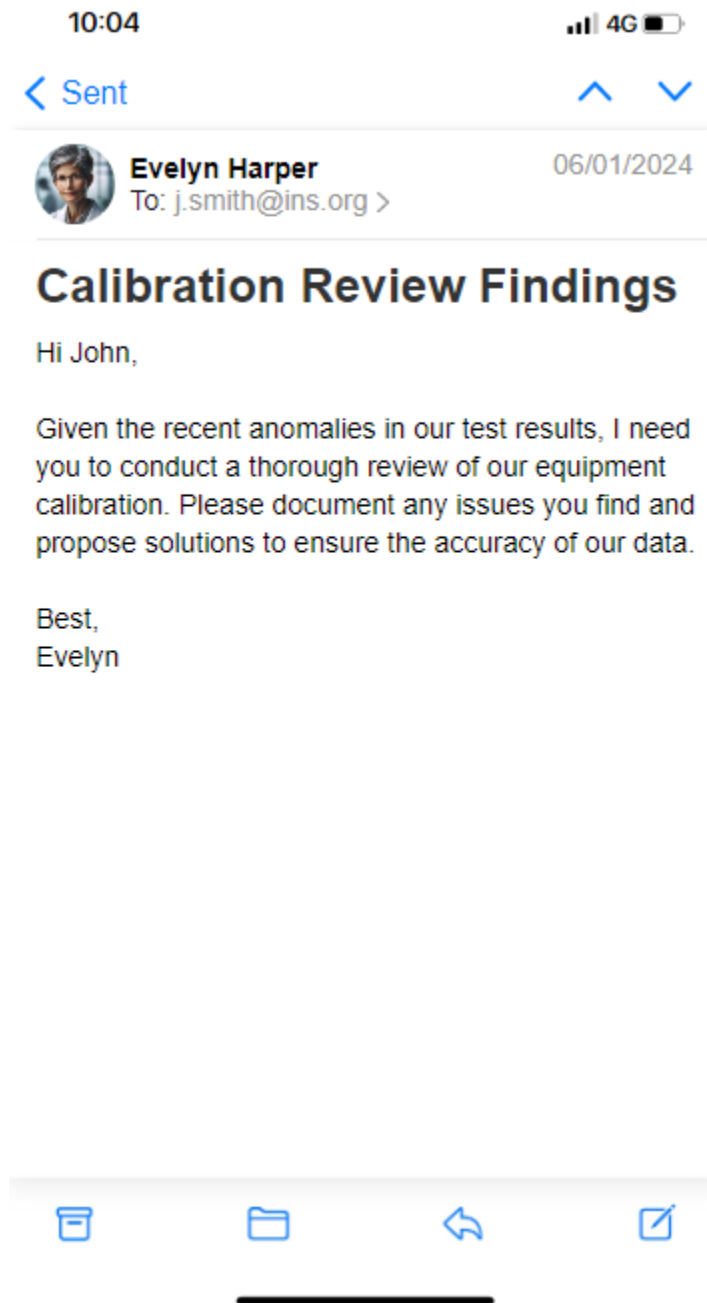 10:04
4G
Sent
Evelyn Harper
06/01/2024
To: j.smith@ins.org
Calibration Review Findings
Hi John,
Given the recent anomalies in our test results, I need
you to conduct a thorough review of our equipment
calibration. Please document any issues you find and
propose solutions to ensure the accuracy of our data.
Best,
Evelyn